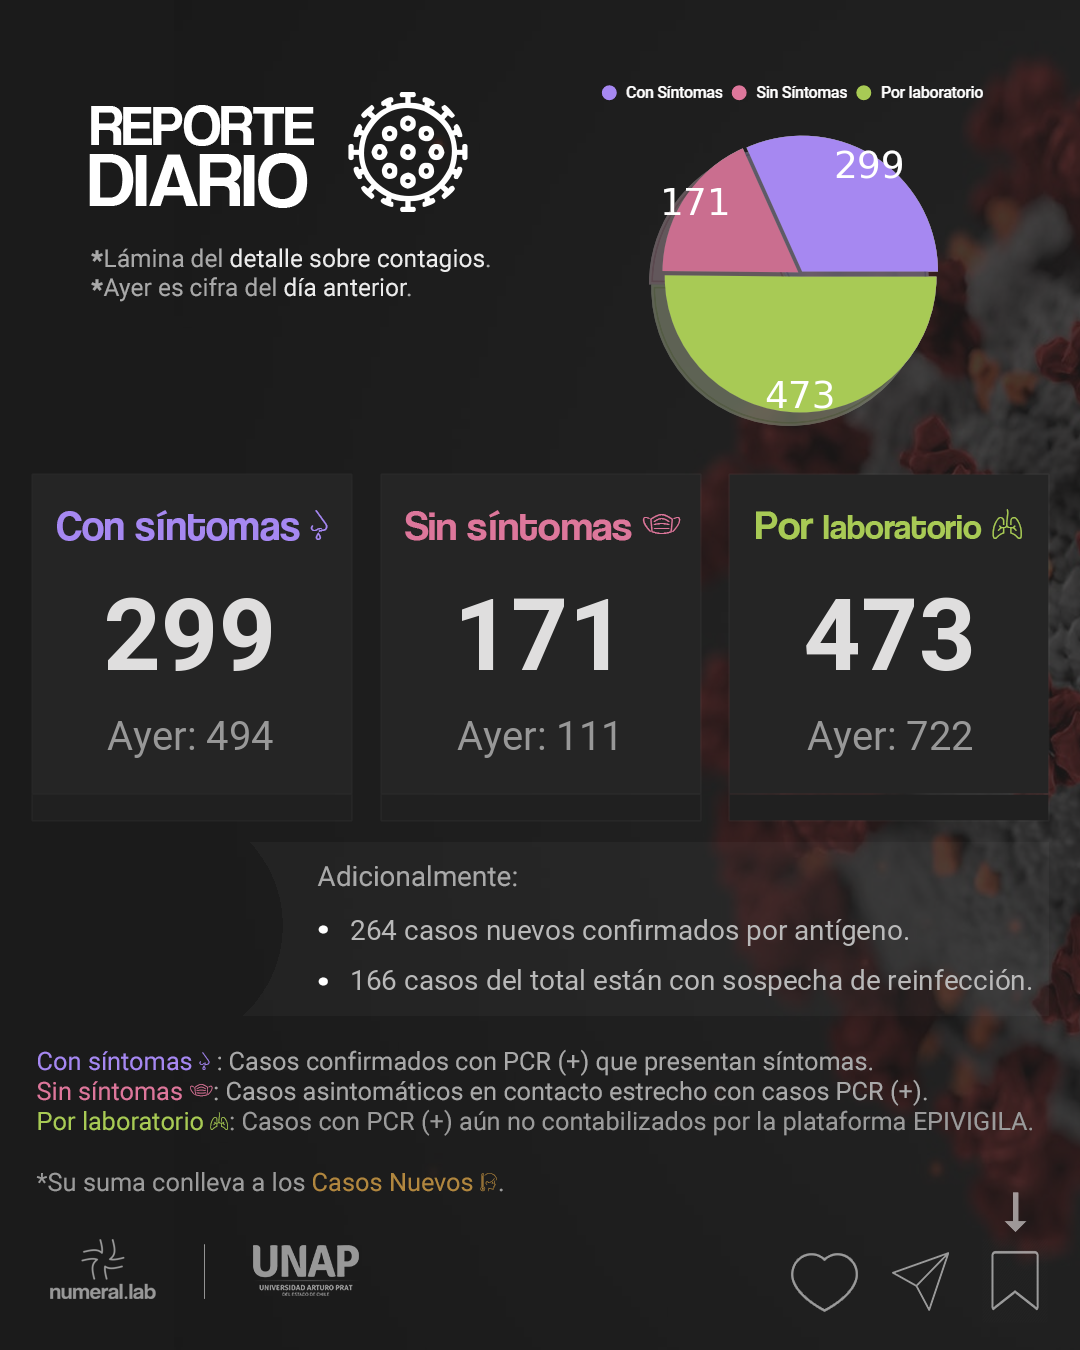 REPORTE
DIARIO
*Lámina del detalle sobre contagios.
*Ayer es cifra del día anterior.
Con Síntomas Sin Síntomas Por laboratorio
299
171
473
Con síntomas
299
Ayer: 494
Sin síntomas
171
Ayer: 111
Por laboratorio
473
Ayer: 722
Adicionalmente:
• 264 casos nuevos confirmados por antígeno.
• 166 casos del total están con sospecha de reinfección.
Con síntomas : Casos confirmados con PCR (+) que presentan síntomas.
Sin síntomas : Casos asintomáticos en contacto estrecho con casos PCR (+).
Por laboratorio : Casos con PCR (+) aún no contabilizados por la plataforma EPIVIGILA.
*Su suma conlleva a los Casos Nuevos .
numeral.lab
UNAP
UNIVERSIDAD ARTURO PRAT
DEL ESTADO DE CHILE